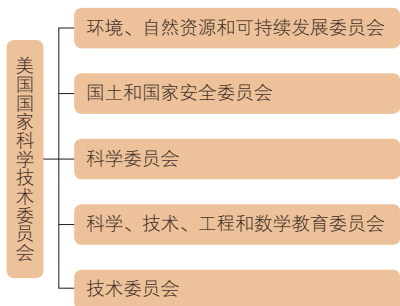 美国国家科学技术委员会
环境、自然资源和可持续发展委员会
国土和国家安全委员会
科学委员会
科学、技术、工程和数学教育委员会
技术委员会